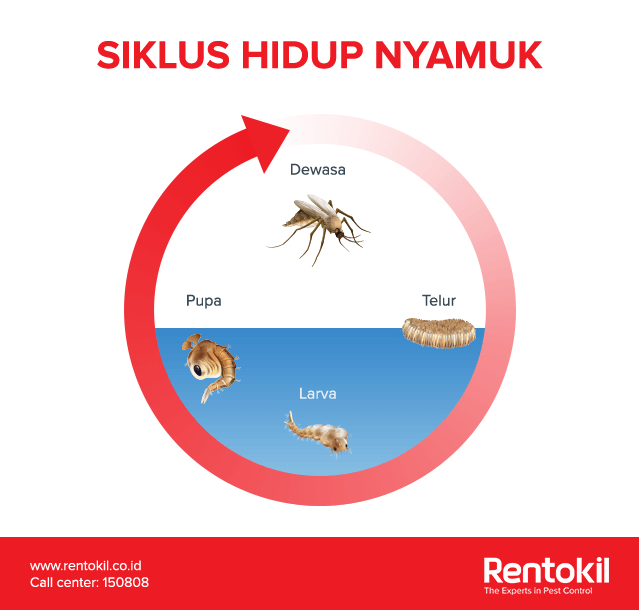 SIKLUS HIDUP NYAMUK
Dewasa
Pupa
Telur
Larva
www.rentokil.co.id
Call center: 150808
Rentokil
The Experts in Pest Control